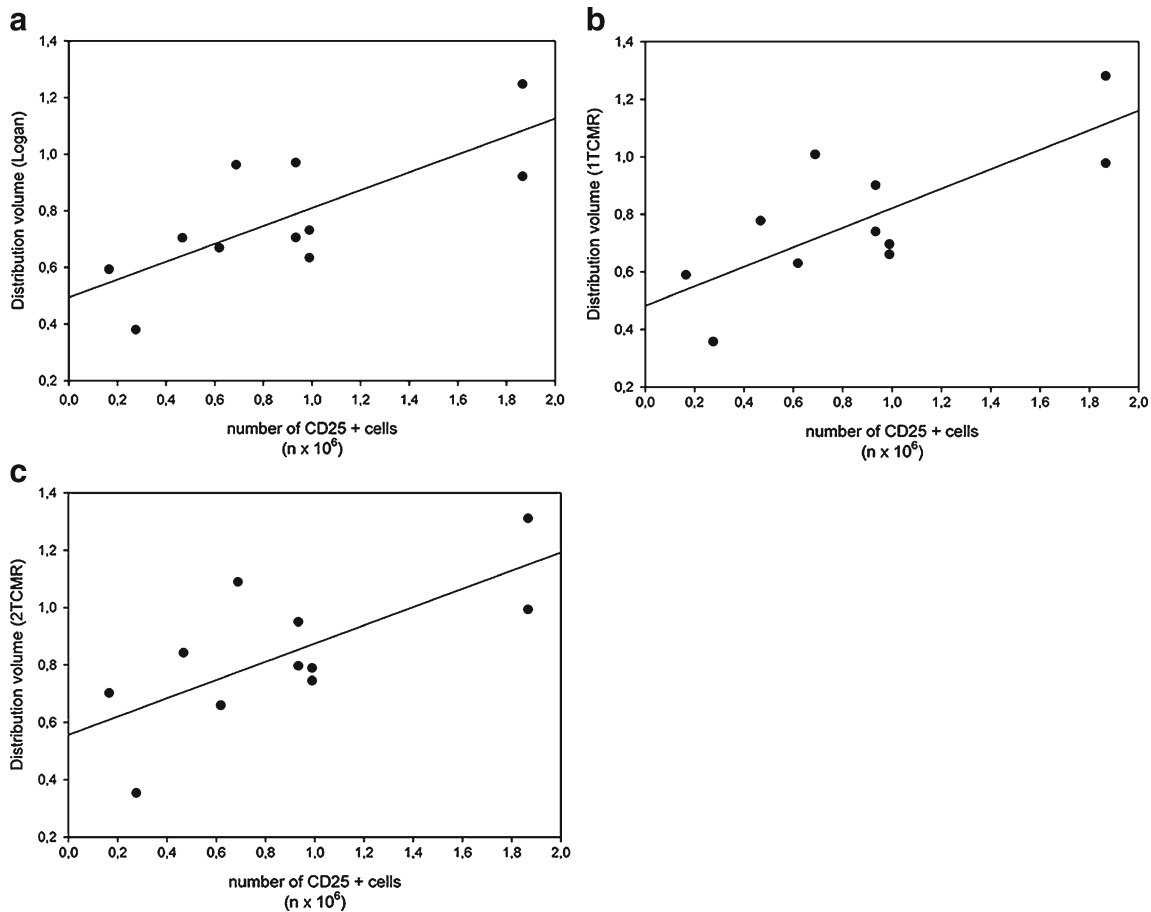 a
1,4
1,2
1,0
0,8
0,6
0,4
0,2
Distribution volume (Logan)
0,0 0,2 0,4 0,6 0,8 1,0 1,2 1,4 1,6 1,8 2,0
number of CD25 + cells
(n x 10⁶)
b
1,4
1,2
1,0
0,8
0,6
0,4
0,2
Distribution volume (1TCMR)
0,0 0,2 0,4 0,6 0,8 1,0 1,2 1,4 1,6 1,8 2,0
number of CD25 + cells
(n x 10⁶)
c
1,4
1,2
1,0
0,8
0,6
0,4
0,2
Distribution volume (2TCMR)
0,0 0,2 0,4 0,6 0,8 1,0 1,2 1,4 1,6 1,8 2,0
number of CD25 + cells
(n x 10⁶)